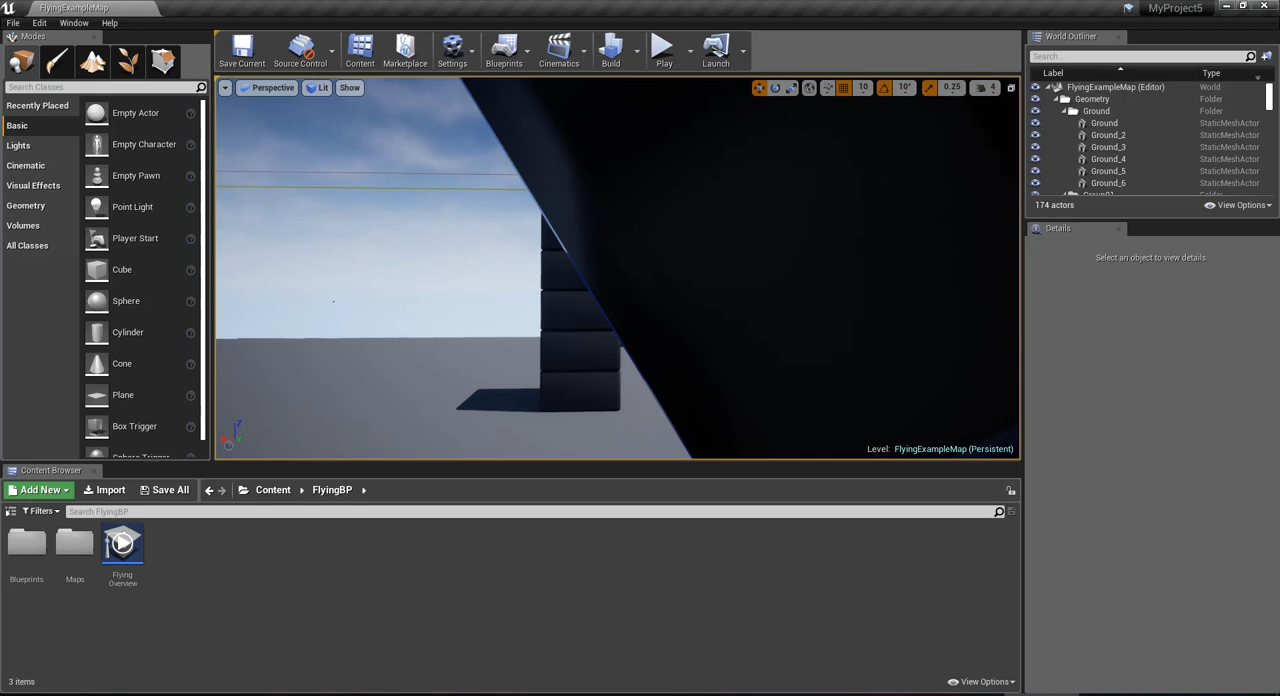 FlyingExampleMap
MyProject5
File Edit Window Help
Modes
Search Classes
Recently Placed
Basic
Lights
Cinematic
Visual Effects
Geometry
Volumes
All Classes
Empty Actor
Empty Character
Empty Pawn
Point Light
Player Start
Cube
Sphere
Cylinder
Cone
Plane
Box Trigger
Sphere Trigger
Save Current Source Control Content Marketplace Settings Blueprints Cinematics Build Play Launch
Perspective Lit Show
10 10° 0.25 4
Z
Level: FlyingExampleMap (Persistent)
World Outliner
Search...
Label Type
FlyingExampleMap (Editor) World
Geometry Folder
Ground Folder
Ground StaticMeshActor
Ground_2 StaticMeshActor
Ground_3 StaticMeshActor
Ground_4 StaticMeshActor
Ground_5 StaticMeshActor
Ground_6 StaticMeshActor
174 actors View Options
Details
Select an object to view details.
Content Browser
Add New Import Save All Content FlyingBP
Filters Search FlyingBP
Blueprints
Maps
Flying
Overview
3 items View Options